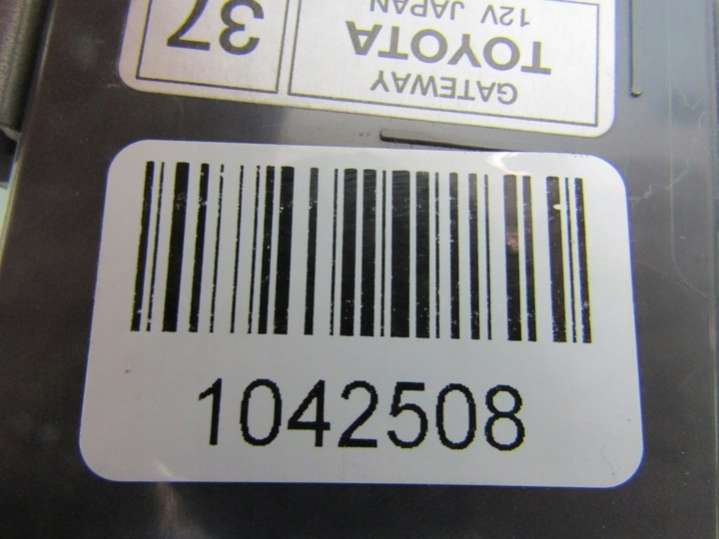 GATEWAY
TOYOTA
12V JAPAN
37
1042508